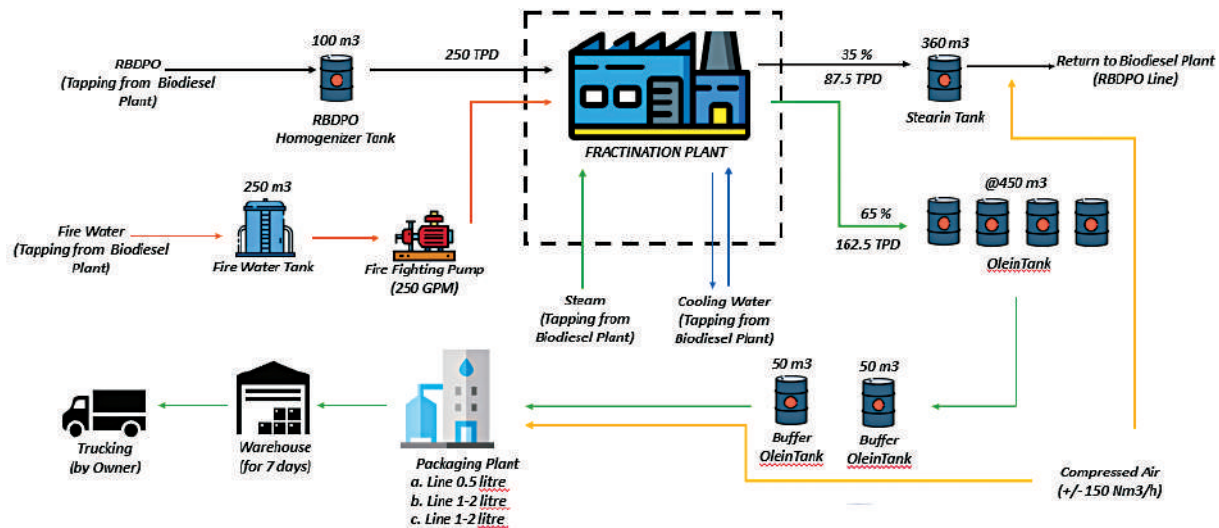 RBDPO
(Tapping from Biodiesel
Plant)
100 m3
RBDPO
Homogenizer Tank
250 TPD
FRACTINATION PLANT
35 %
87.5 TPD
360 m3
Stearin Tank
Return to Biodiesel Plant
(RBDPO Line)
Fire Water
(Tapping from Biodiesel
Plant)
250 m3
Fire Water Tank
Fire Fighting Pump
(250 GPM)
65 %
162.5 TPD
@450 m3
OleinTank
Steam
(Tapping from
Biodiesel Plant)
Cooling Water
(Tapping from
Biodiesel Plant)
Trucking
(by Owner)
Warehouse
(for 7 days)
Packaging Plant
a. Line 0.5 litre
b. Line 1-2 litre
c. Line 1-2 litre
50 m3
Buffer
OleinTank
50 m3
Buffer
OleinTank
Compressed Air
(+/- 150 Nm3/h)